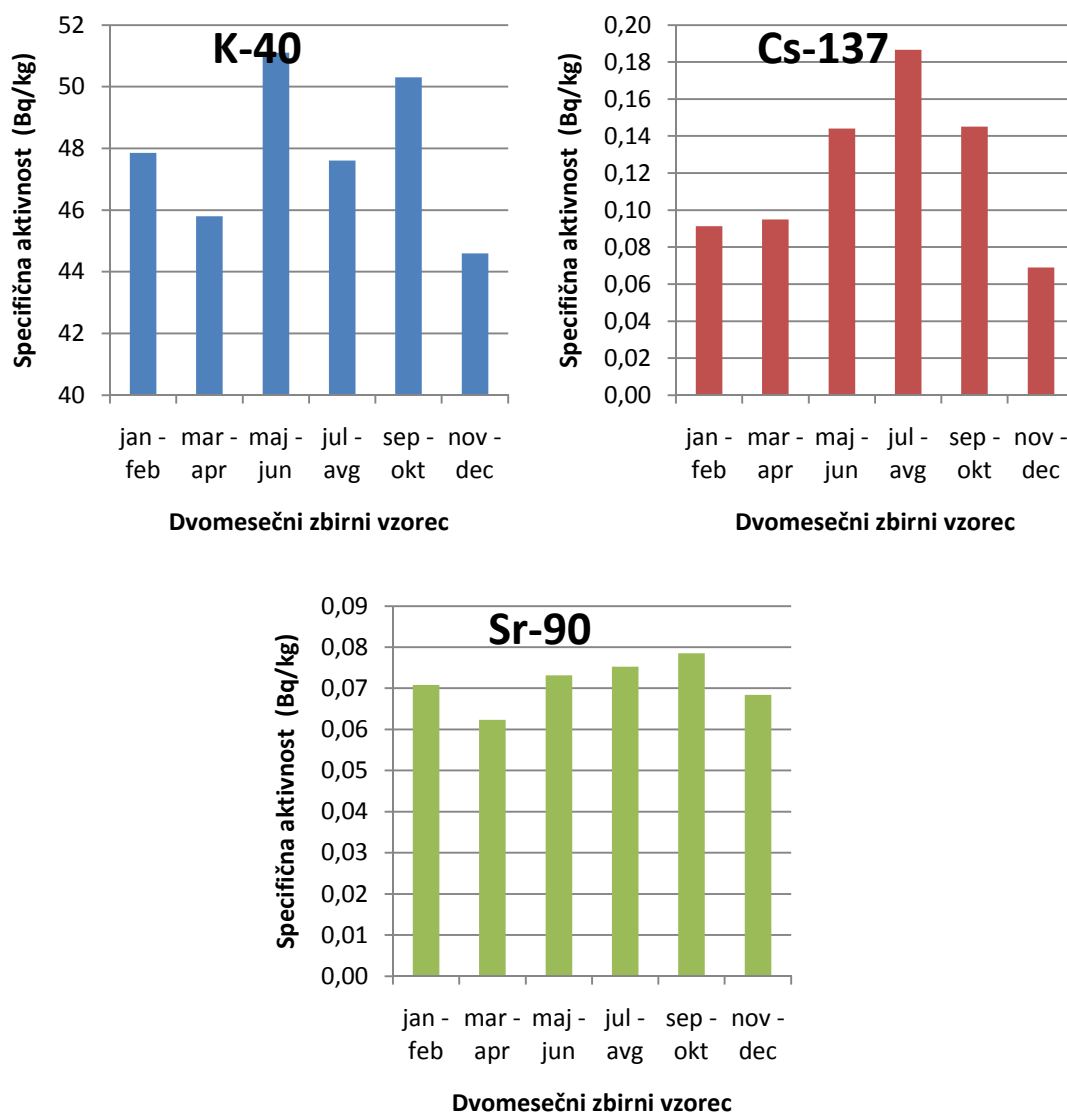 K-40
Specifična aktivnost (Bq/kg)
52
50
48
46
44
42
40
jan - mar - maj - jul - sep - nov -
feb apr jun avg okt dec
Dvomesečni zbirni vzorec
Cs-137
Specifična aktivnost (Bq/kg)
0,20
0,18
0,16
0,14
0,12
0,10
0,08
0,06
0,04
0,02
0,00
jan - mar - maj - jul - sep - nov -
feb apr jun avg okt dec
Dvomesečni zbirni vzorec
Sr-90
Specifična aktivnost (Bq/kg)
0,09
0,08
0,07
0,06
0,05
0,04
0,03
0,02
0,01
0,00
jan - mar - maj - jul - sep - nov -
feb apr jun avg okt dec
Dvomesečni zbirni vzorec